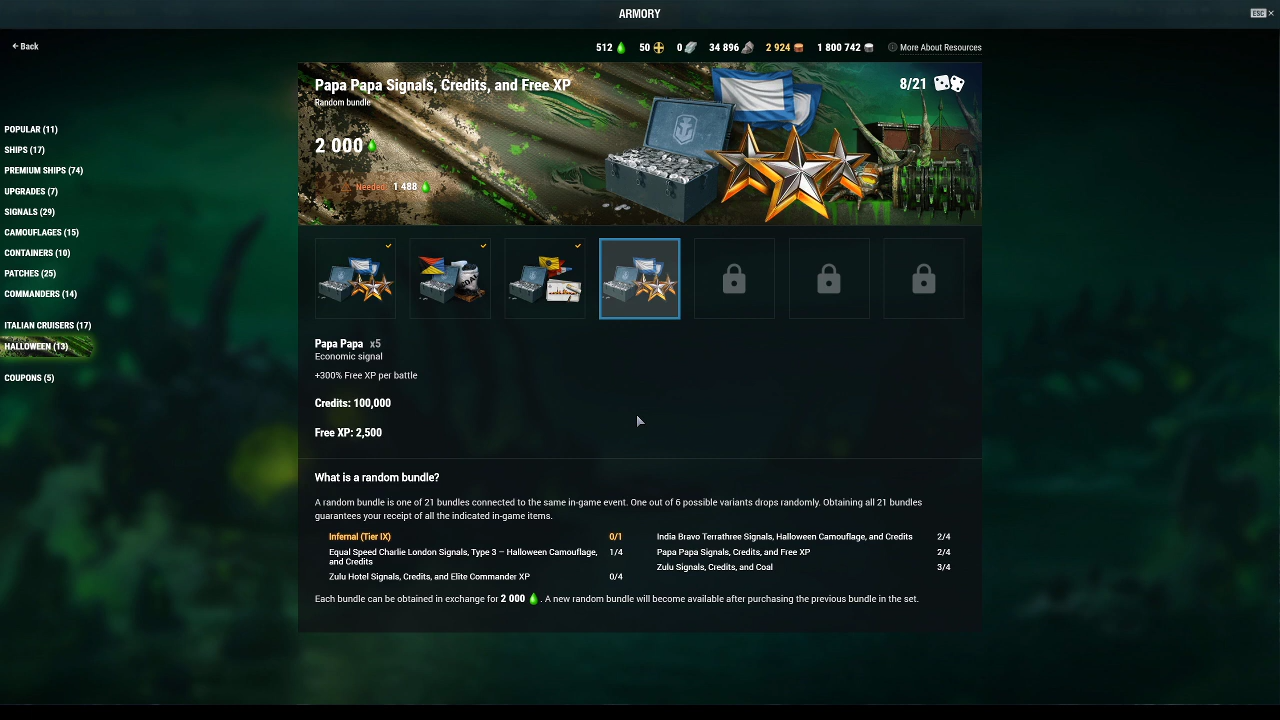 ARMORY
ESC ×
← Back
512
50
0
34 896
2 924
1 800 742
More About Resources
Papa Papa Signals, Credits, and Free XP
Random bundle
8/21
2 000
Needed: 1 488
POPULAR (11)
SHIPS (17)
PREMIUM SHIPS (74)
UPGRADES (7)
SIGNALS (29)
CAMOUFLAGES (15)
CONTAINERS (10)
PATCHES (25)
COMMANDERS (14)
ITALIAN CRUISERS (17)
HALLOWEEN (13)
COUPONS (5)
Papa Papa x5
Economic signal
+300% Free XP per battle
Credits: 100,000
Free XP: 2,500
What is a random bundle?
A random bundle is one of 21 bundles connected to the same in-game event. One out of 6 possible variants drops randomly. Obtaining all 21 bundles
guarantees your receipt of all the indicated in-game items.
Infernal (Tier IX) 0/1
Equal Speed Charlie London Signals, Type 3 – Halloween Camouflage, 1/4
and Credits
Zulu Hotel Signals, Credits, and Elite Commander XP 0/4
India Bravo Terrathree Signals, Halloween Camouflage, and Credits 2/4
Papa Papa Signals, Credits, and Free XP 2/4
Zulu Signals, Credits, and Coal 3/4
Each bundle can be obtained in exchange for 2 000 . A new random bundle will become available after purchasing the previous bundle in the set.